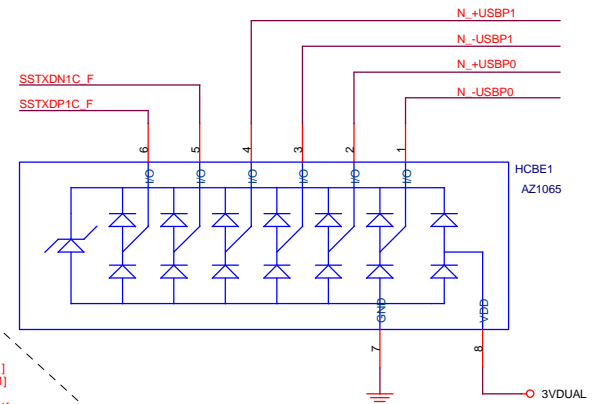 N_+USBP1
N_-USBP1
N_+USBP0
N_-USBP0
SSTXDN1C_F
SSTXDP1C_F
6 5 4 3 2 1
I/O I/O I/O I/O I/O I/O
HCBE1
AZ1065
GND VDD
7 8
3VDUAL